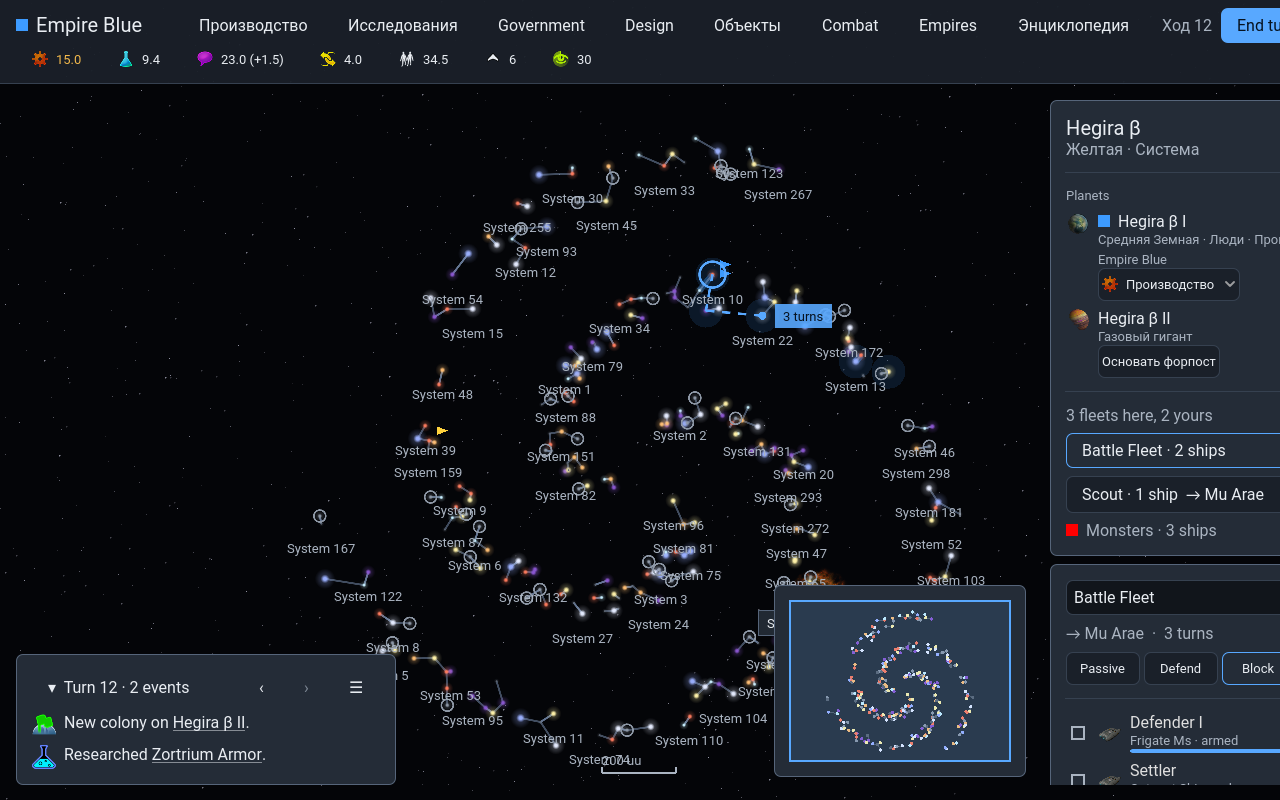 Empire Blue
Производство
Исследования
Government
Design
Объекты
Combat
Empires
Энциклопедия
Ход 12
End tu
15.0
9.4
23.0 (+1.5)
4.0
34.5
6
30
System 123
System 33
System 267
System 30
System 45
System 255
System 93
System 12
System 54
System 10
System 15
System 34
3 turns
System 22
System 172
System 79
System 13
System 1
System 48
System 88
System 2
System 39
System 151
System 131
System 46
System 159
System 20
System 298
System 82
System 293
System 9
System 181
System 96
System 272
System 87
System 167
System 81
System 52
System 6
System 47
System 75
System 65
System 103
System 122
System 132
System 3
System 24
System 27
System 8
System 53
System 95
System 104
System 11
System 110
System 74
200 uu
Hegira β
Желтая · Система
Planets
Hegira β I
Средняя Земная · Люди · Про
Empire Blue
Производство
Hegira β II
Газовый гигант
Основать форпост
3 fleets here, 2 yours
Battle Fleet · 2 ships
Scout · 1 ship → Mu Arae
Monsters · 3 ships
Battle Fleet
→ Mu Arae · 3 turns
Passive
Defend
Block
Defender I
Frigate Ms · armed
Settler
▾ Turn 12 · 2 events
‹ › ☰
New colony on Hegira β II.
Researched Zortrium Armor.